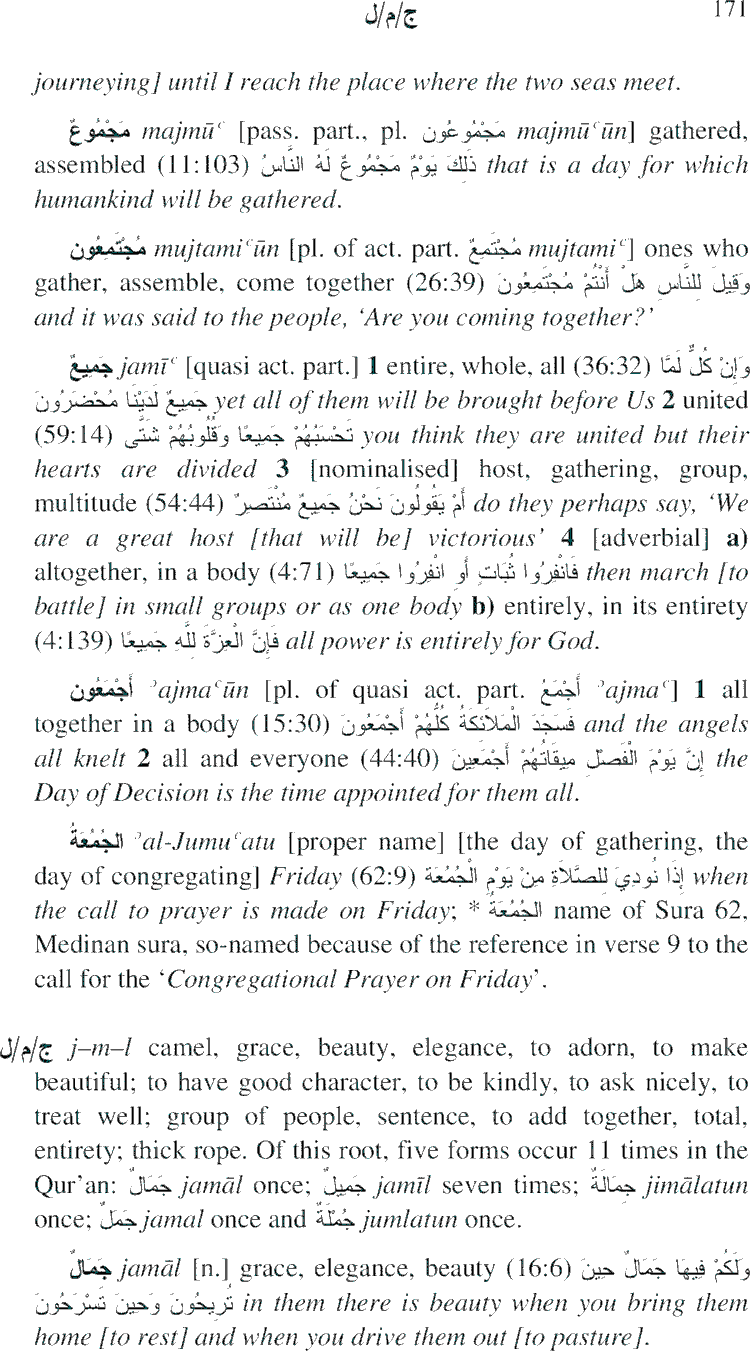 ج/م/ل 171
journeying] until I reach the place where the two seas meet.
مَجْمُوعٌ majmūʿ [pass. part., pl. مَجْمُوعُون majmūʿūn] gathered,
assembled (11:103) ذَلِكَ يَوْمٌ مَجْمُوعٌ لَهُ النَّاسُ that is a day for which
humankind will be gathered.
مُجْتَمِعُون mujtamiʿūn [pl. of act. part. مُجْتَمِعٌ mujtamiʿ] ones who
gather, assemble, come together (26:39) وَقِيلَ لِلنَّاسِ هَلْ أَنْتُمْ مُجْتَمِعُونَ
and it was said to the people, ‘Are you coming together?’
جَمِيعٌ jamīʿ [quasi act. part.] 1 entire, whole, all (36:32) وَإِنْ كُلٌّ لَمَّا
جَمِيعٌ لَدَيْنَا مُحْضَرُونَ yet all of them will be brought before Us 2 united
(59:14) تَحْسَبُهُمْ جَمِيعًا وَقُلُوبُهُمْ شَتَّى you think they are united but their
hearts are divided 3 [nominalised] host, gathering, group,
multitude (54:44) أَمْ يَقُولُونَ نَحْنُ جَمِيعٌ مُنْتَصِرٌ do they perhaps say, ‘We
are a great host [that will be] victorious’ 4 [adverbial] a)
altogether, in a body (4:71) فَانْفِرُوا ثُبَاتٍ أَو انْفِرُوا جَمِيعًا then march [to
battle] in small groups or as one body b) entirely, in its entirety
(4:139) فَإِنَّ الْعِزَّةَ لِلَّهِ جَمِيعًا all power is entirely for God.
أَجْمَعُون ʾajmaʿūn [pl. of quasi act. part. أَجْمَعُ ʾajmaʿ] 1 all
together in a body (15:30) فَسَجَدَ الْمَلَائِكَةُ كُلُّهُمْ أَجْمَعُونَ and the angels
all knelt 2 all and everyone (44:40) إِنَّ يَوْمَ الْفَصْلِ مِيقَاتُهُمْ أَجْمَعِينَ the
Day of Decision is the time appointed for them all.
الجُمُعَةُ ʾal-Jumuʿatu [proper name] [the day of gathering, the
day of congregating] Friday (62:9) إِذَا نُودِيَ لِلصَّلَاةِ مِنْ يَوْمِ الْجُمُعَة when
the call to prayer is made on Friday; * الجُمُعَةُ name of Sura 62,
Medinan sura, so-named because of the reference in verse 9 to the
call for the ‘Congregational Prayer on Friday’.
ج/م/ل j–m–l camel, grace, beauty, elegance, to adorn, to make
beautiful; to have good character, to be kindly, to ask nicely, to
treat well; group of people, sentence, to add together, total,
entirety; thick rope. Of this root, five forms occur 11 times in the
Qur’an: جَمَالٌ jamāl once; جَمِيلٌ jamīl seven times; جِمَالَةٌ jimālatun
once; جَمَلٌ jamal once and جُمْلَةٌ jumlatun once.
جَمَالٌ jamāl [n.] grace, elegance, beauty (16:6) وَلَكُمْ فِيهَا جَمَالٌ حِينَ
تُرِيحُونَ وَحِينَ تَسْرَحُونَ in them there is beauty when you bring them
home [to rest] and when you drive them out [to pasture].